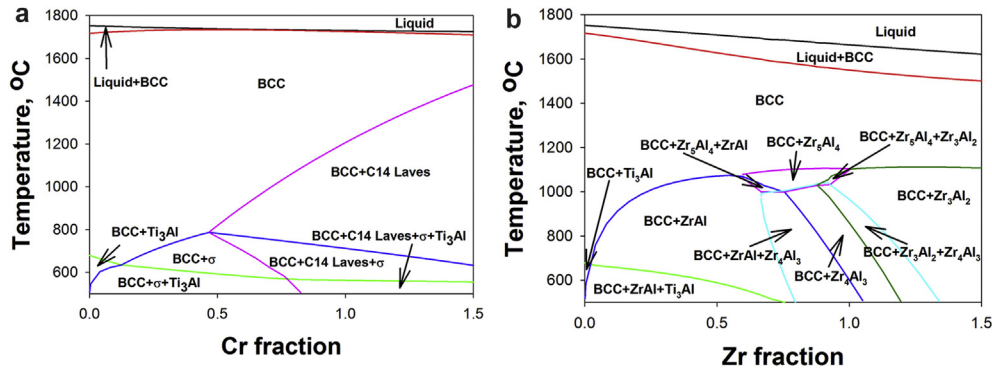 a
Temperature, °C
1800
1600
1400
1200
1000
800
600
Liquid
Liquid+BCC
BCC
BCC+C14 Laves
BCC+Ti₃Al
BCC+C14 Laves+σ+Ti₃Al
BCC+σ
BCC+C14 Laves+σ
BCC+σ+Ti₃Al
0.0
0.5
1.0
1.5
Cr fraction
b
Temperature, °C
1800
1600
1400
1200
1000
800
600
Liquid
Liquid+BCC
BCC
BCC+Zr₅Al₄+ZrAl
BCC+Zr₅Al₄
BCC+Zr₅Al₄+Zr₃Al₂
BCC+Ti₃Al
BCC+ZrAl
BCC+Zr₃Al₂
BCC+ZrAl+Zr₄Al₃
BCC+Zr₃Al₂+Zr₄Al₃
BCC+Zr₄Al₃
BCC+ZrAl+Ti₃Al
0.0
0.5
1.0
1.5
Zr fraction